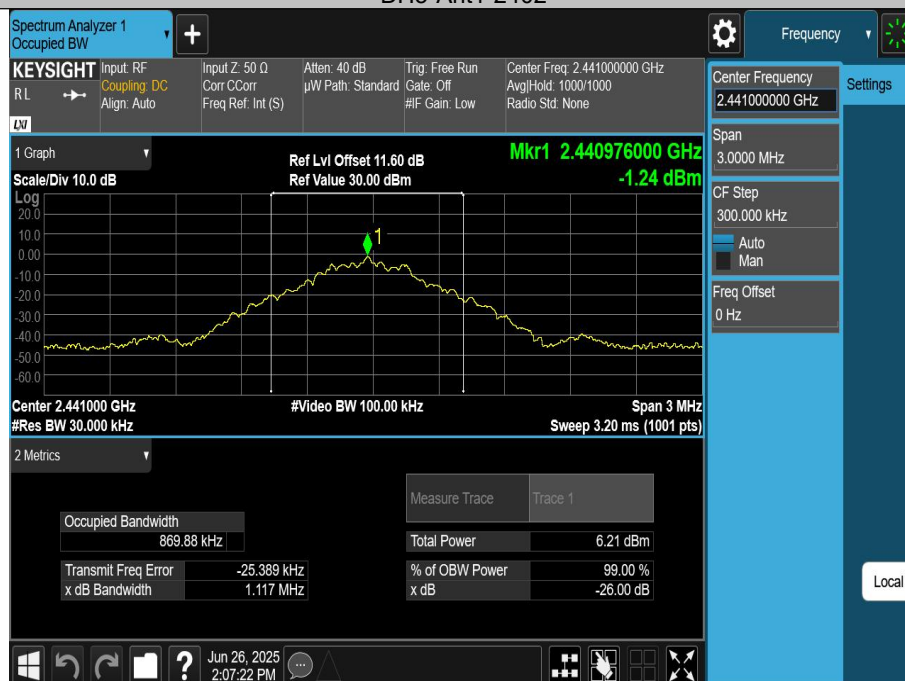 Spectrum Analyzer 1
Occupied BW
+
Frequency
KEYSIGHT
RL
LXI
Input: RF
Coupling: DC
Align: Auto
Input Z: 50 Ω
Corr CCorr
Freq Ref: Int (S)
Atten: 40 dB
µW Path: Standard
Trig: Free Run
Gate: Off
#IF Gain: Low
Center Freq: 2.441000000 GHz
Avg|Hold: 1000/1000
Radio Std: None
Center Frequency
2.441000000 GHz
Settings
Span
3.0000 MHz
CF Step
300.000 kHz
Auto
Man
Freq Offset
0 Hz
1 Graph
Scale/Div 10.0 dB
Ref Lvl Offset 11.60 dB
Ref Value 30.00 dBm
Mkr1 2.440976000 GHz
-1.24 dBm
Log
20.0
10.0
0.00
-10.0
-20.0
-30.0
-40.0
-50.0
-60.0
1
Center 2.441000 GHz
#Video BW 100.00 kHz
Span 3 MHz
#Res BW 30.000 kHz
Sweep 3.20 ms (1001 pts)
2 Metrics
Measure Trace
Trace 1
Occupied Bandwidth
869.88 kHz
Total Power
6.21 dBm
Transmit Freq Error
-25.389 kHz
% of OBW Power
99.00 %
x dB Bandwidth
1.117 MHz
x dB
-26.00 dB
Local
?
Jun 26, 2025
2:07:22 PM